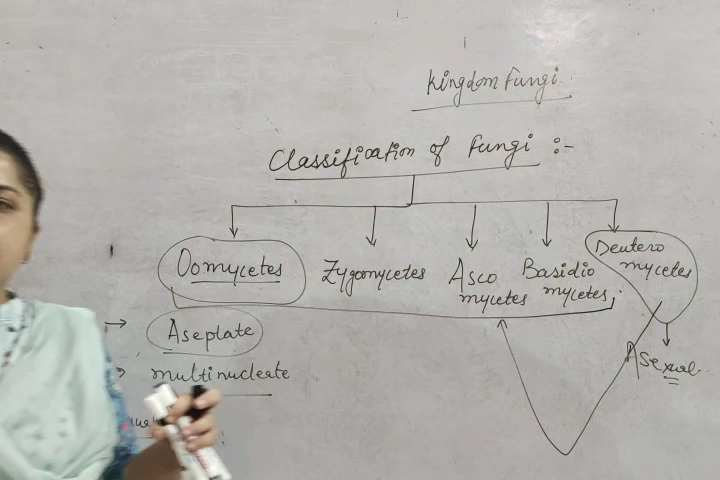 Kingdom Fungi
Classification of Fungi :-
Oomycetes
Zygomycetes
Asco
mycetes
Basidio
mycetes
Deutero
mycetes
→ Aseptate
→ multinucleate
Asexual